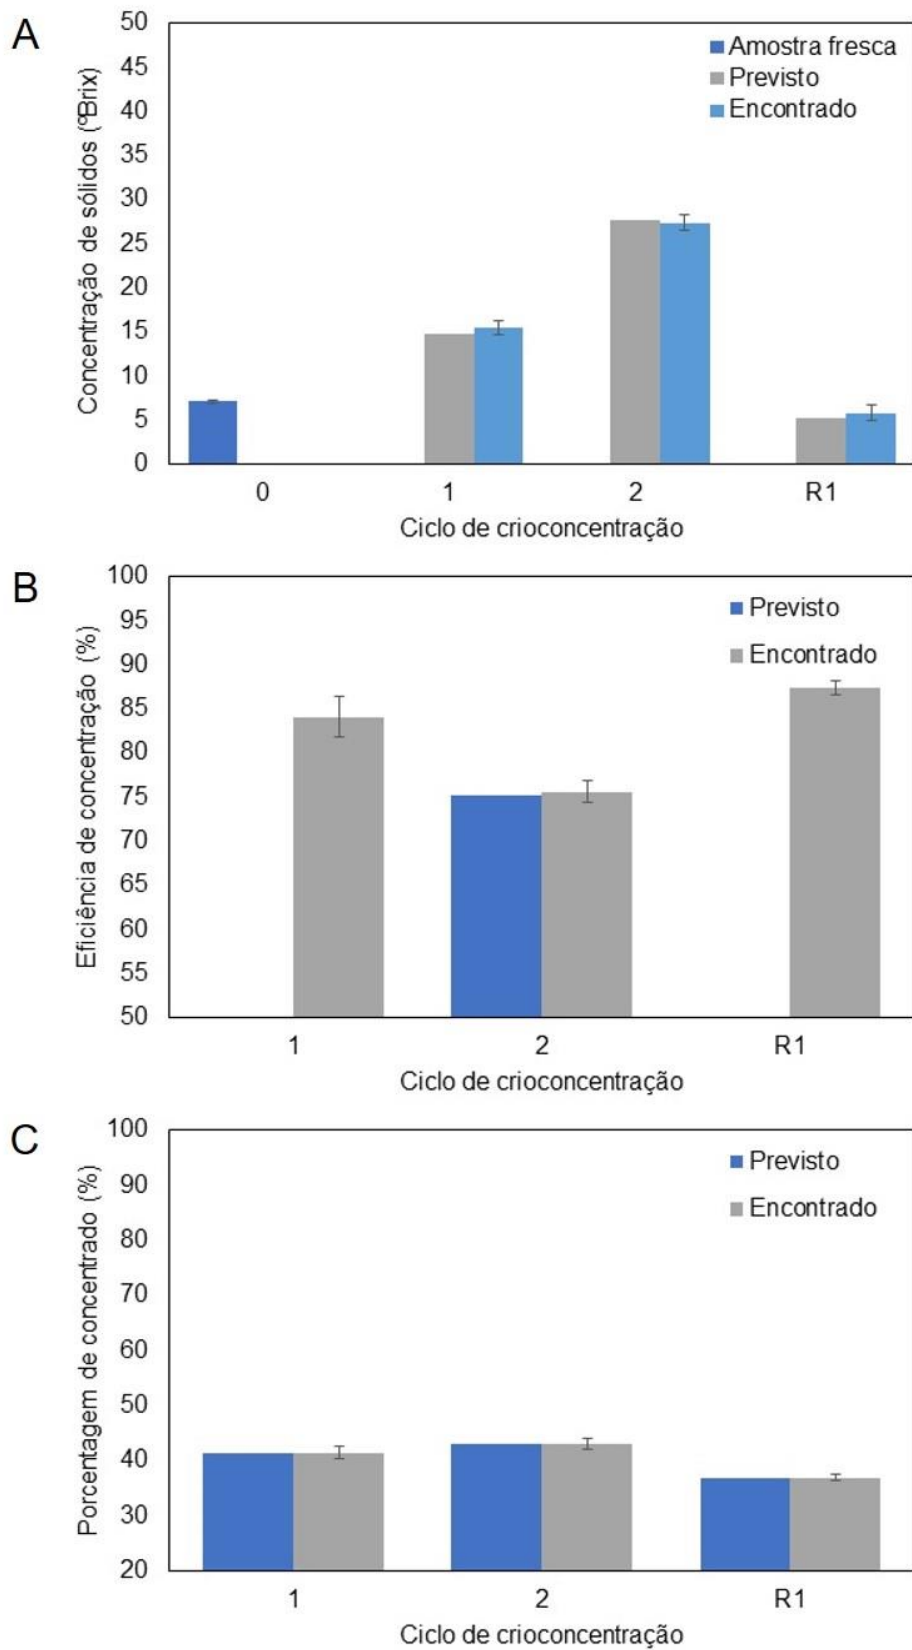 A
Concentração de sólidos (ºBrix)
50
45
40
35
30
25
20
15
10
5
0
Amostra fresca
Previsto
Encontrado
0 1 2 R1
Ciclo de crioconcentração
B
Eficiência de concentração (%)
100
95
90
85
80
75
70
65
60
55
50
Previsto
Encontrado
1 2 R1
Ciclo de crioconcentração
C
Porcentagem de concentrado (%)
100
90
80
70
60
50
40
30
20
Previsto
Encontrado
1 2 R1
Ciclo de crioconcentração